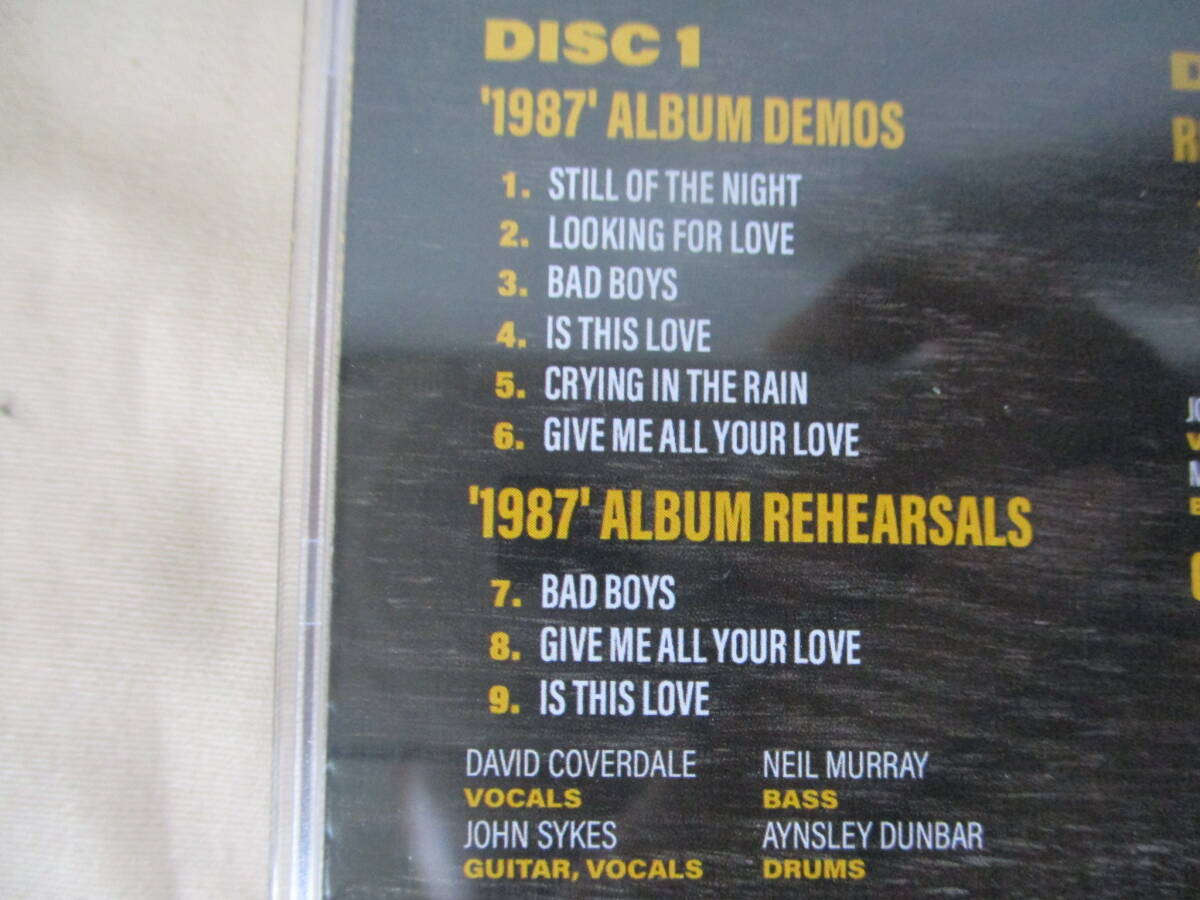 DISC 1
'1987' ALBUM DEMOS
1. STILL OF THE NIGHT
2. LOOKING FOR LOVE
3. BAD BOYS
4. IS THIS LOVE
5. CRYING IN THE RAIN
6. GIVE ME ALL YOUR LOVE
'1987' ALBUM REHEARSALS
7. BAD BOYS
8. GIVE ME ALL YOUR LOVE
9. IS THIS LOVE
DAVID COVERDALE
VOCALS
JOHN SYKES
GUITAR, VOCALS
NEIL MURRAY
BASS
AYNSLEY DUNBAR
DRUMS